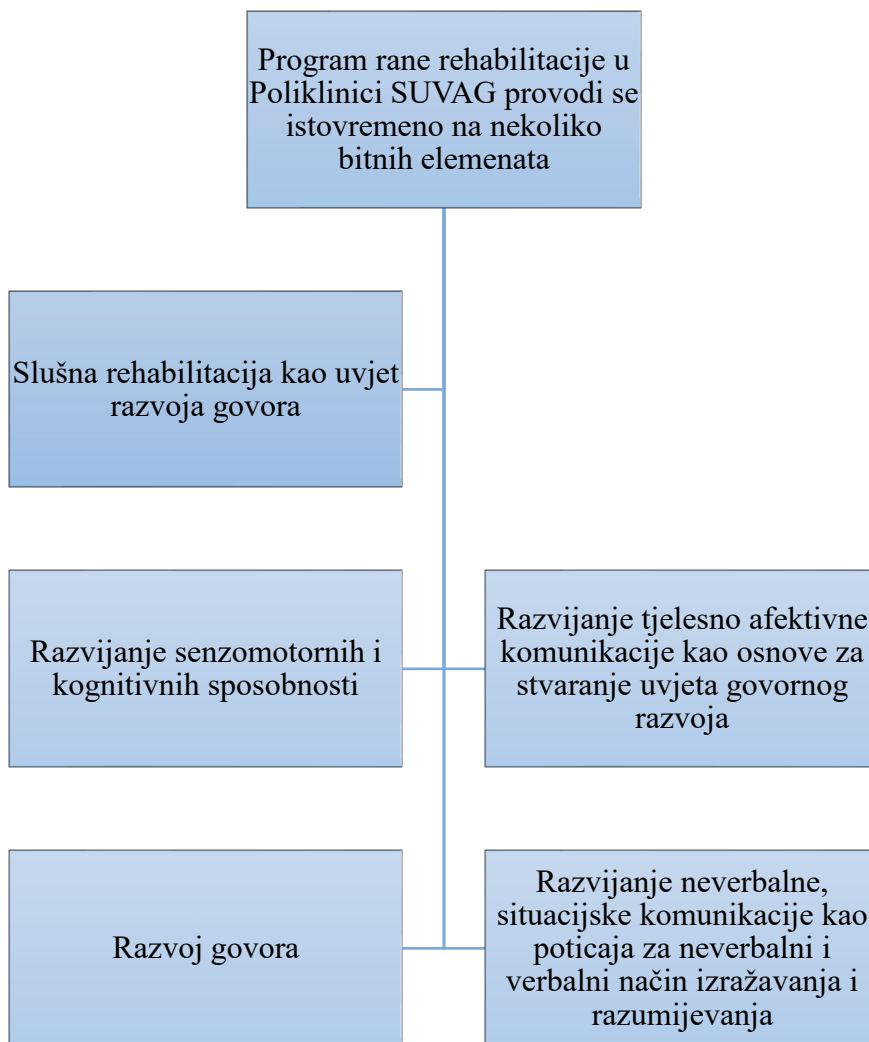 Program rane rehabilitacije u
Poliklinici SUVAG provodi se
istovremeno na nekoliko
bitnih elemenata
Slušna rehabilitacija kao uvjet
razvoja govora
Razvijanje senzomotornih i
kognitivnih sposobnosti
Razvijanje tjelesno afektivne
komunikacije kao osnove za
stvaranje uvjeta govornog
razvoja
Razvoj govora
Razvijanje neverbalne,
situacijske komunikacije kao
poticaja za neverbalni i
verbalni način izražavanja i
razumijevanja